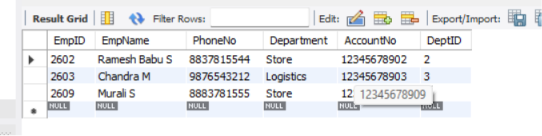 Result Grid Filter Rows: Edit: Export/Import:
EmpID EmpName PhoneNo Department AccountNo DeptID
2602 Ramesh Babu S 8837815544 Store 12345678902 2
2603 Chandra M 9876543212 Logistics 12345678903 3
2609 Murali S 8883781555 Store 12 12345678909
NULL NULL NULL NULL NULL NULL